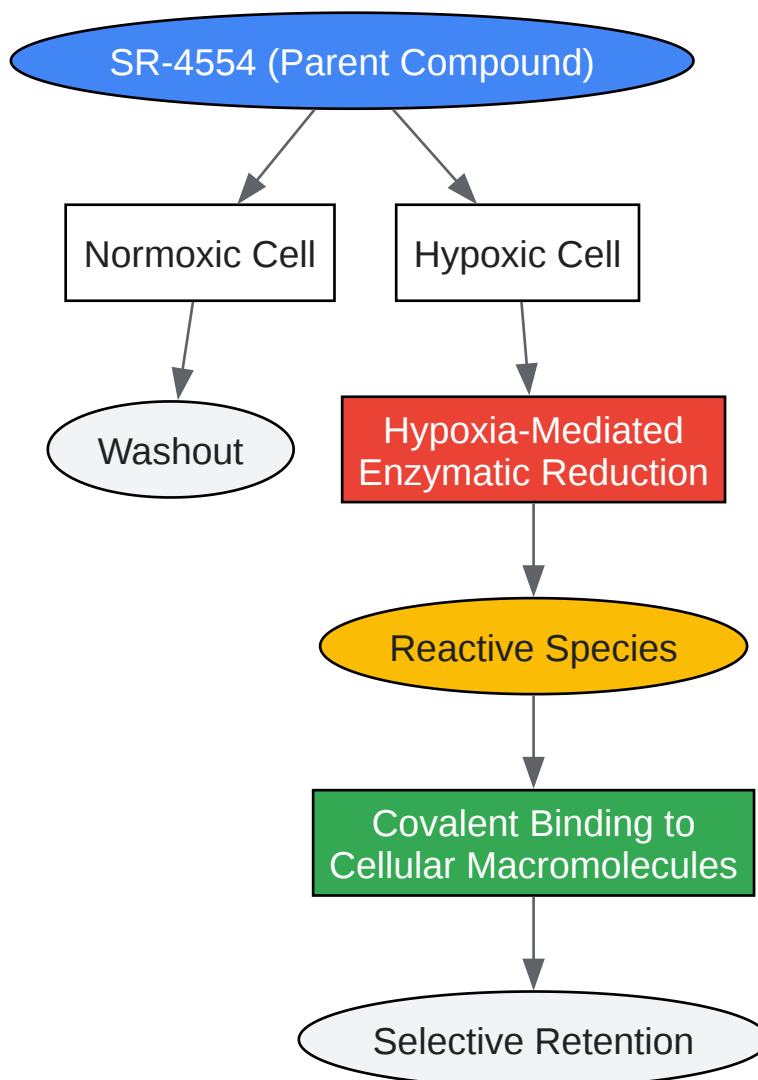 SR-4554 (Parent Compound)
Normoxic Cell
Hypoxic Cell
Washout
Hypoxia-Mediated
Enzymatic Reduction
Reactive Species
Covalent Binding to
Cellular Macromolecules
Selective Retention